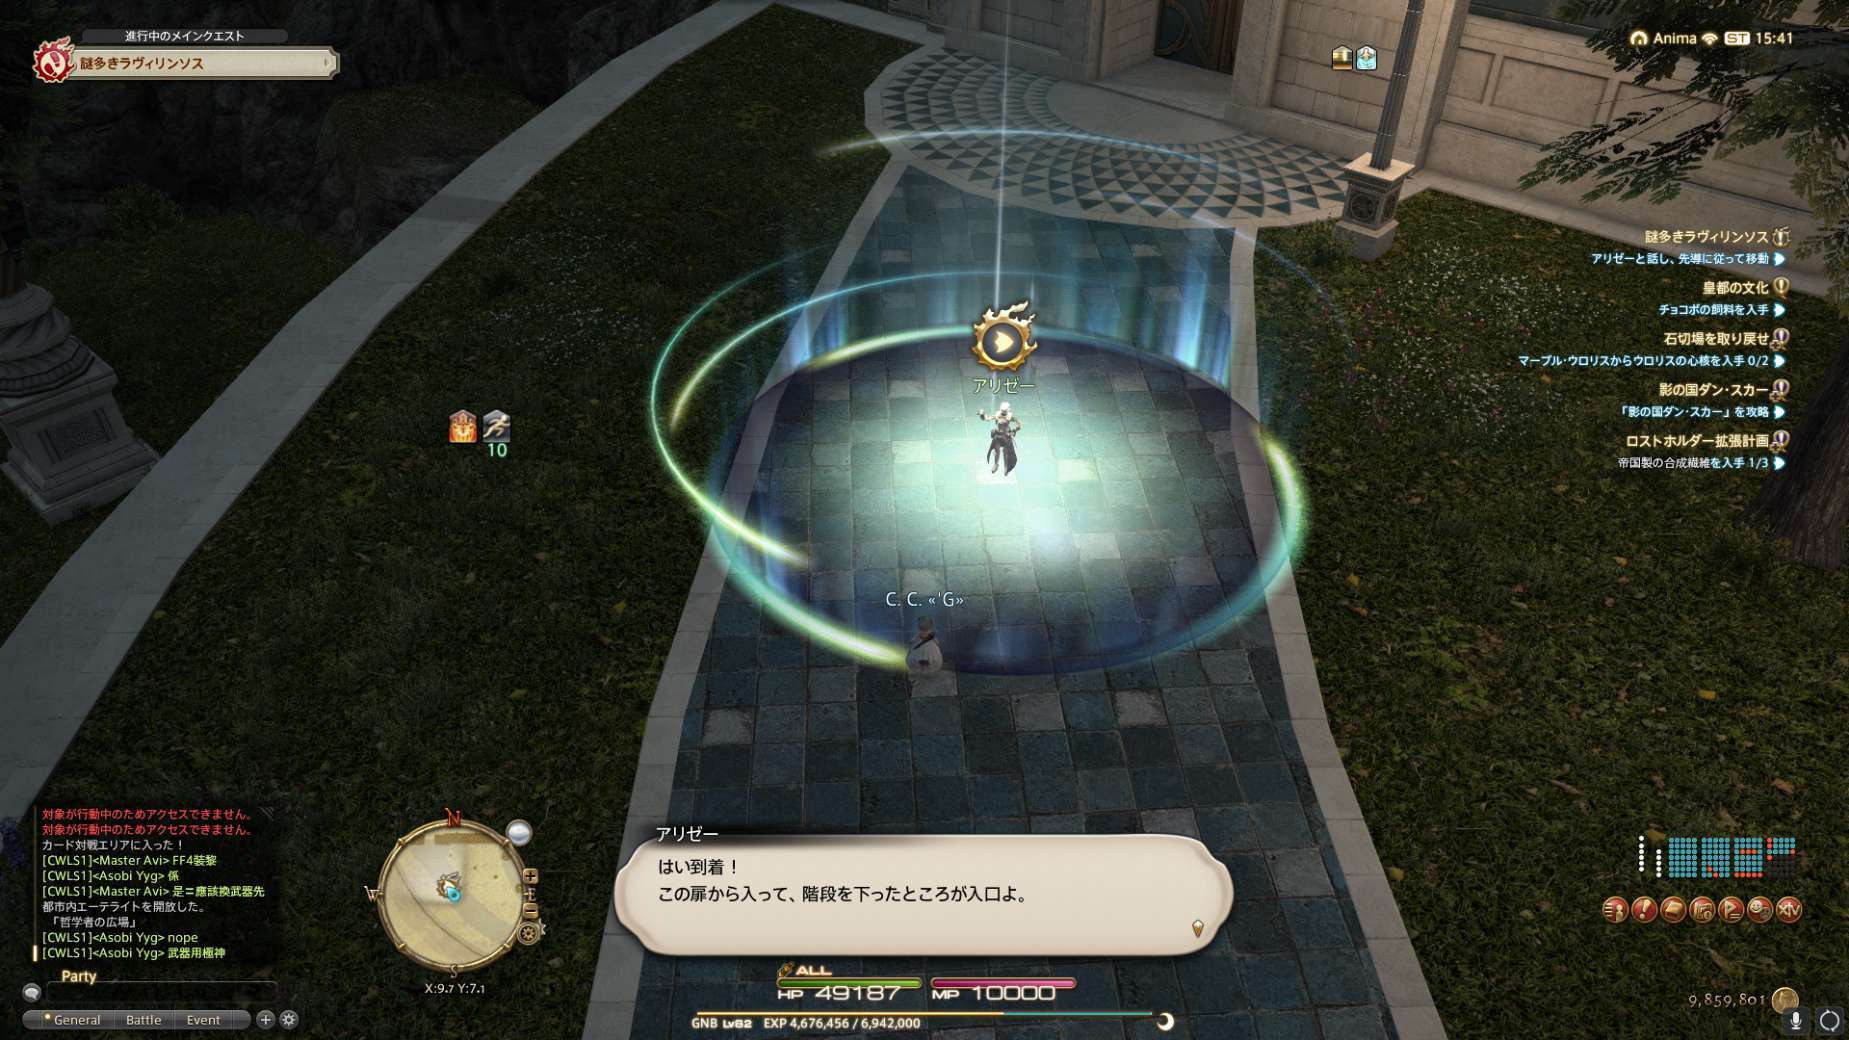 進行中のメインクエスト
謎多きラヴィリンソス
Anima ST 15:41
謎多きラヴィリンソス
アリゼーと話し、先導に従って移動
皇都の文化
チョコボの飼料を入手
石切場を取り戻せ
マーブル・ウロリスからウロリスの心核を入手 0/2
影の国ダン・スカー
「影の国ダン・スカー」を攻略
ロストホルダー拡張計画
帝国製の合成繊維を入手 1/3
アリゼー
10
C. C. «'G»
対象が行動中のためアクセスできません。
対象が行動中のためアクセスできません。
カード対戦エリアに入った！
[CWLS1]<Master Avi> FF4装黎
[CWLS1]<Asobi Yyg> 係
[CWLS1]<Master Avi> 是=應該換武器先
都市内エーテライトを開放した。
「哲学者の広場」
[CWLS1]<Asobi Yyg> nope
[CWLS1]<Asobi Yyg> 武器用極神
Party
General Battle Event
N
W
E
S
X:9.7 Y:7.1
アリゼー
はい到着！
この扉から入って、階段を下ったところが入口よ。
ALL
HP 49187 MP 10000
GNB Lv82 EXP 4,676,456 / 6,942,000
XIV
9,859,801